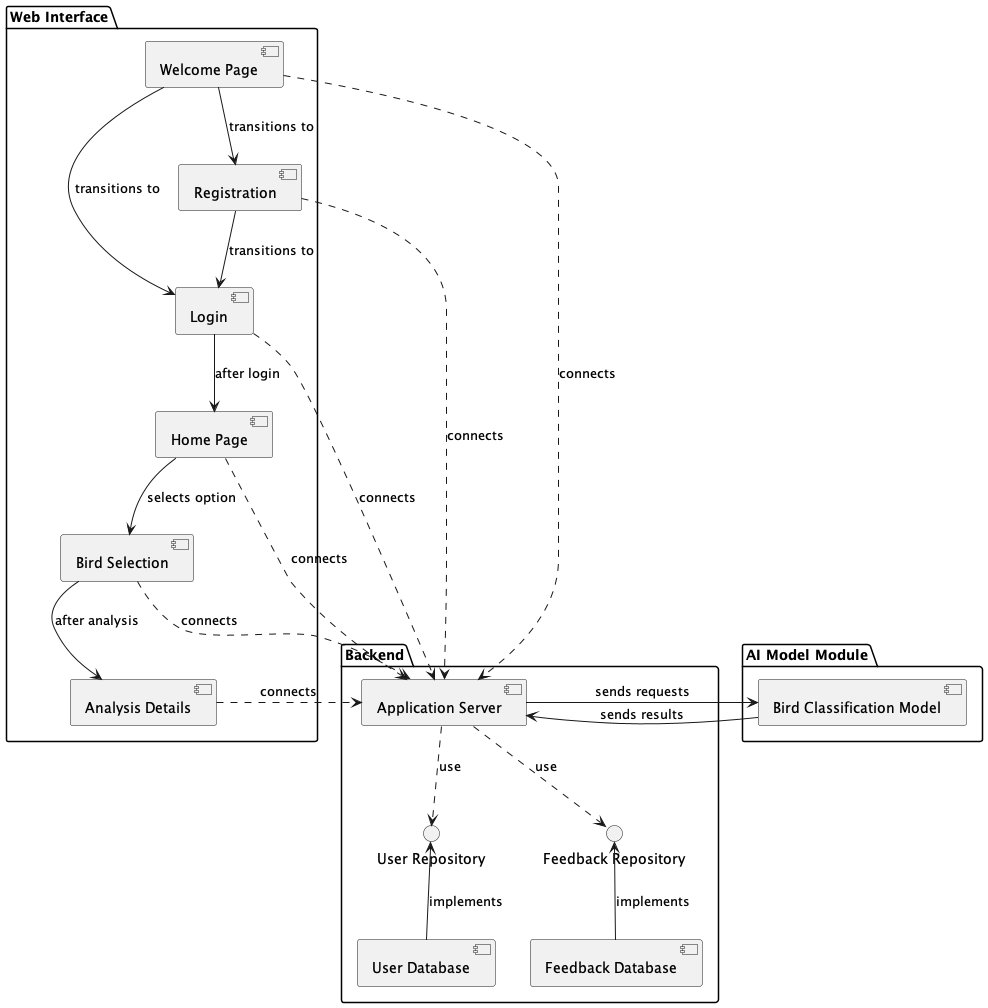 Web Interface
Welcome Page
transitions to
transitions to
Registration
transitions to
Login
connects
after login
connects
Home Page
selects option
connects
connects
Bird Selection
after analysis
connects
Backend
AI Model Module
Analysis Details
connects
Application Server
sends requests
sends results
Bird Classification Model
use
use
User Repository
Feedback Repository
implements
implements
User Database
Feedback Database